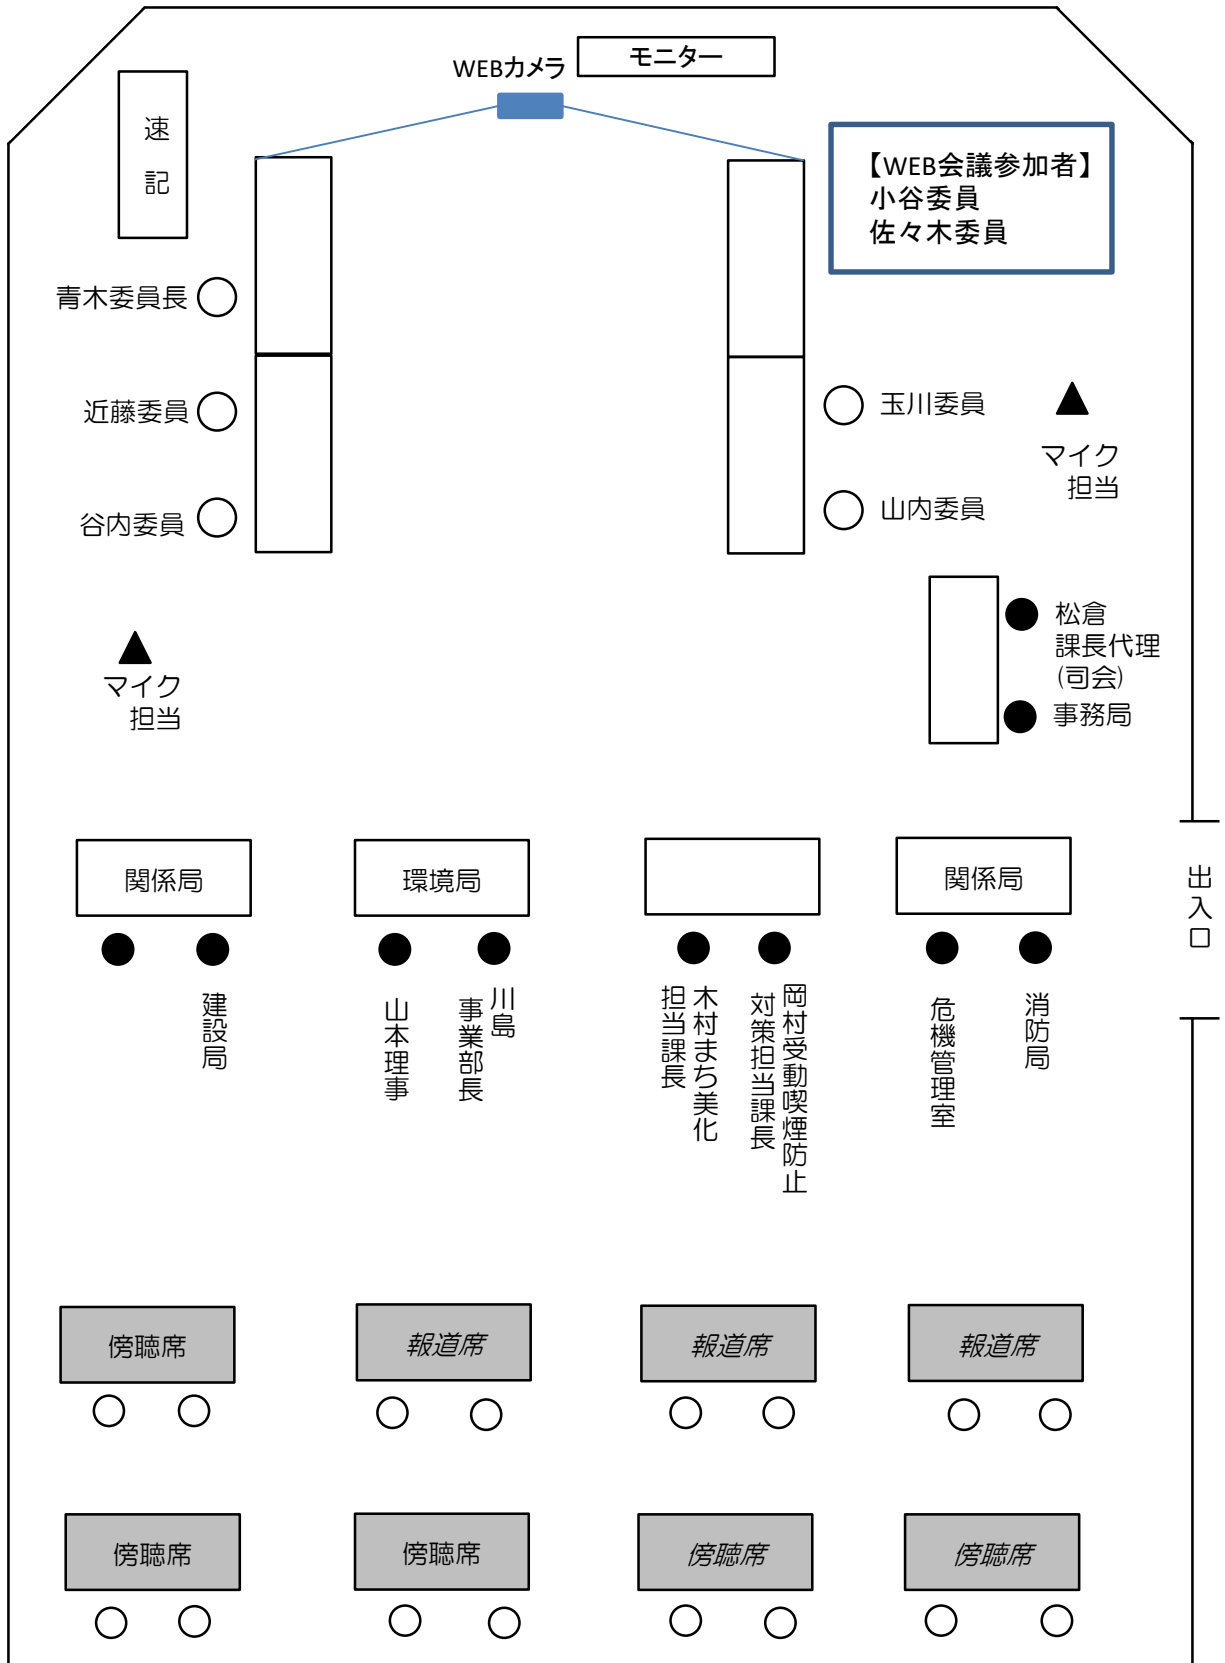 モニター
WEBカメラ
速記
【WEB会議参加者】
小谷委員
佐々木委員
青木委員長
近藤委員
谷内委員
玉川委員
山内委員
マイク
担当
松倉
課長代理
(司会)
事務局
マイク
担当
関係局
環境局
関係局
出入口
建設局
山本理事
川島
事業部長
木村まち美化
担当課長
岡村受動喫煙防止
対策担当課長
危機管理室
消防局
傍聴席
報道席
報道席
報道席
傍聴席
傍聴席
傍聴席
傍聴席